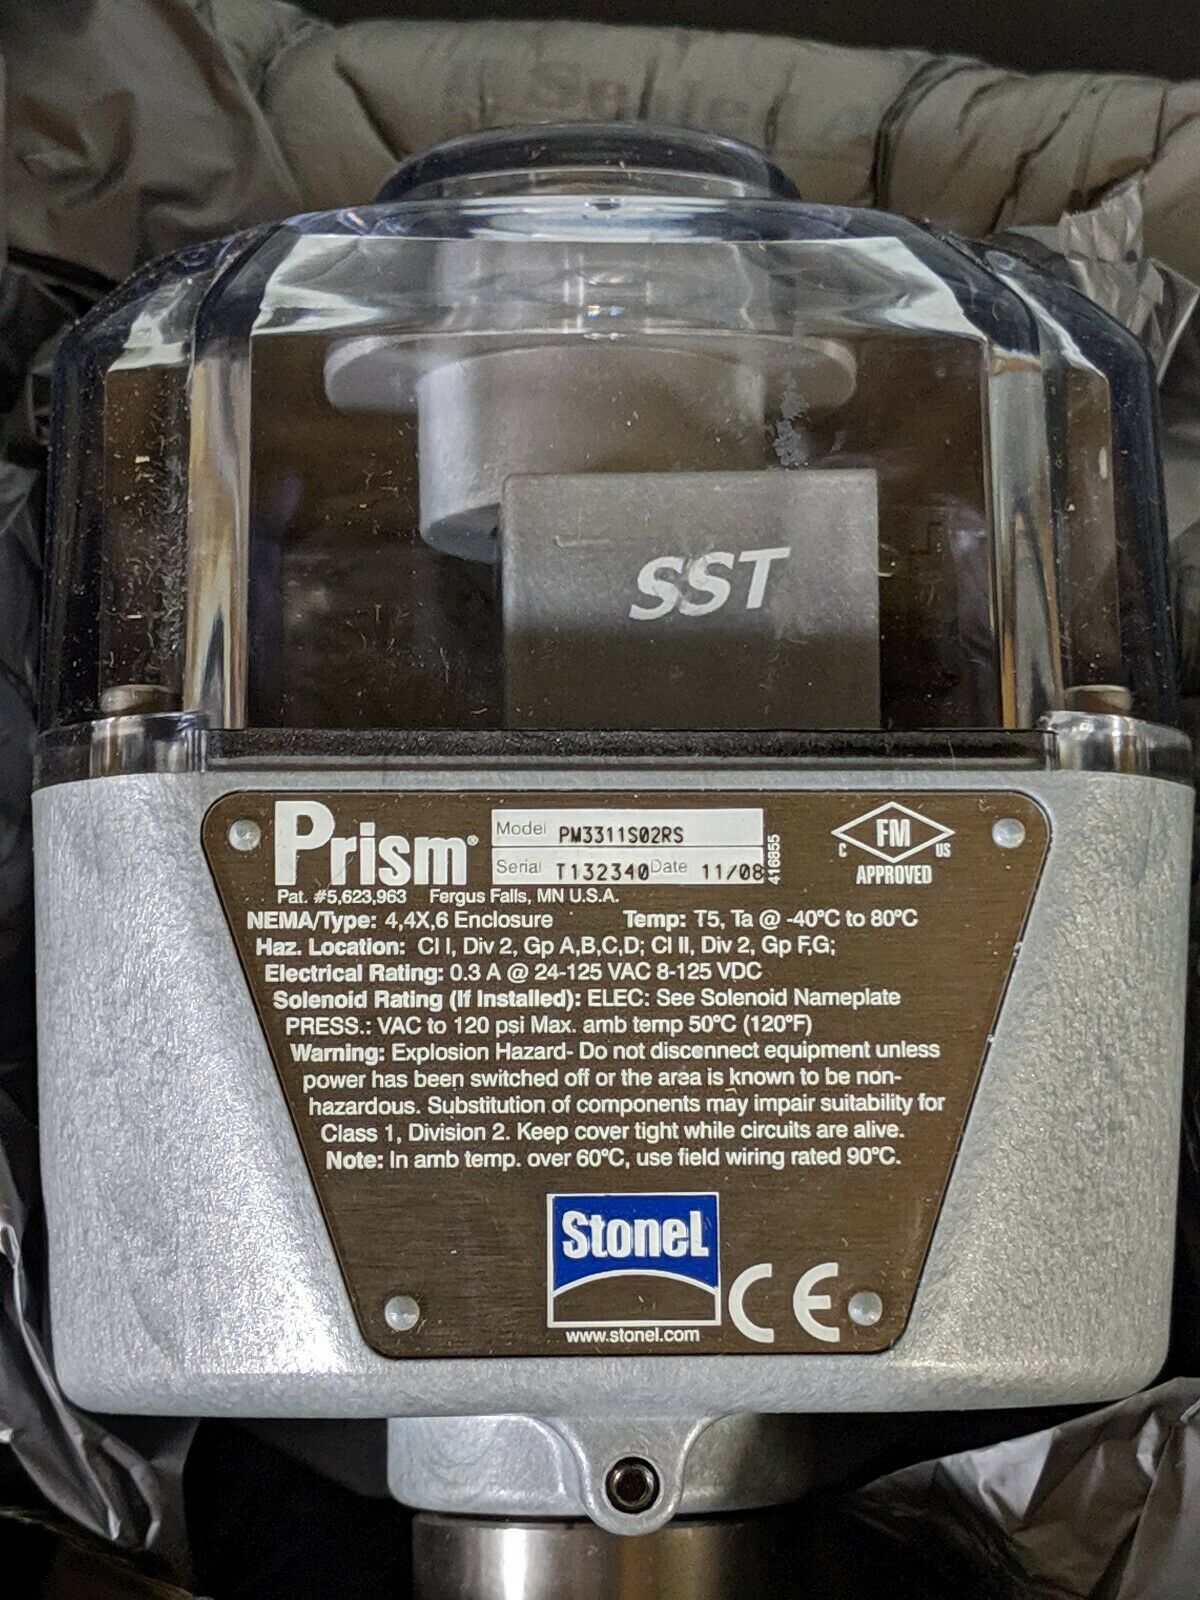 SST
Prism®
Model PM3311S02RS
Serial T132340 Date 11/08
416855
FM
C US
APPROVED
Pat. #5,623,963 Fergus Falls, MN U.S.A.
NEMA/Type: 4,4X,6 Enclosure Temp: T5, Ta @ -40°C to 80°C
Haz. Location: Cl I, Div 2, Gp A,B,C,D; Cl II, Div 2, Gp F,G;
Electrical Rating: 0.3 A @ 24-125 VAC 8-125 VDC
Solenoid Rating (If Installed): ELEC: See Solenoid Nameplate
PRESS.: VAC to 120 psi Max. amb temp 50°C (120°F)
Warning: Explosion Hazard- Do not disconnect equipment unless
power has been switched off or the area is known to be non-
hazardous. Substitution of components may impair suitability for
Class 1, Division 2. Keep cover tight while circuits are alive.
Note: In amb temp. over 60°C, use field wiring rated 90°C.
StoneL
CE
www.stonel.com